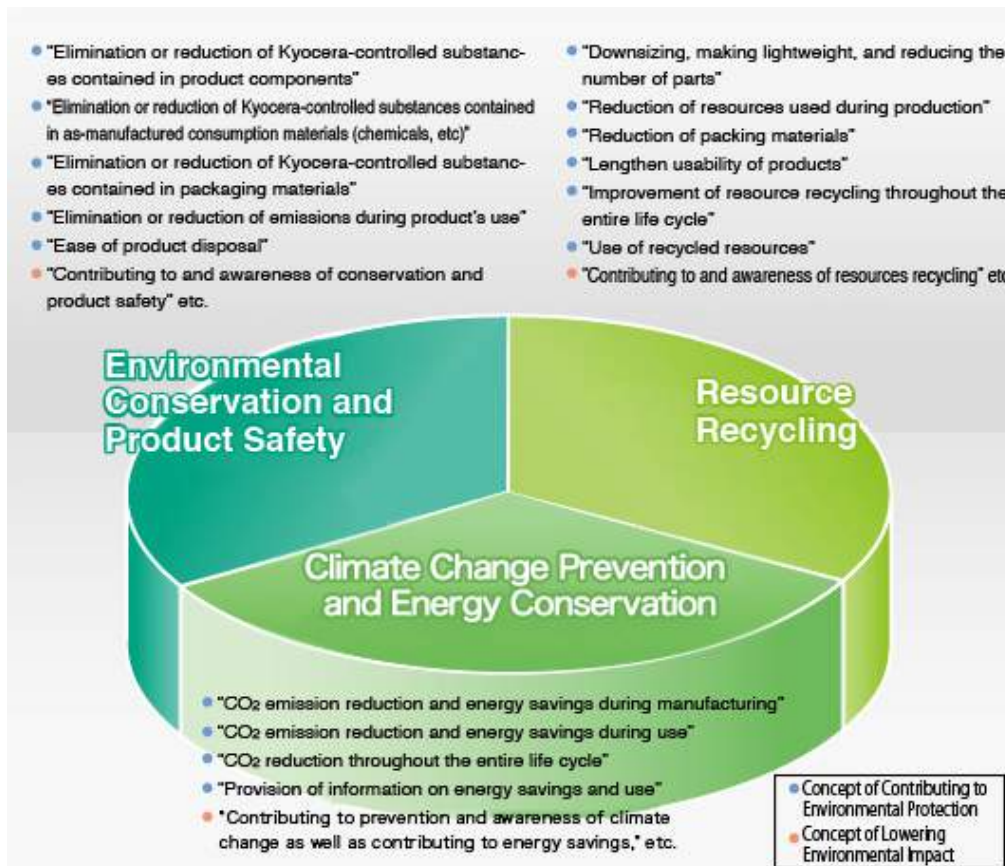 "Elimination or reduction of Kyocera-controlled substanc-
es contained in product components"
"Elimination or reduction of Kyocera-controlled substances contained
in as-manufactured consumption materials (chemicals, etc)"
"Elimination or reduction of Kyocera-controlled substanc-
es contained in packaging materials"
"Elimination or reduction of emissions during product's use"
"Ease of product disposal"
"Contributing to and awareness of conservation and
product safety" etc.
"Downsizing, making lightweight, and reducing the
number of parts"
"Reduction of resources used during production"
"Reduction of packing materials"
"Lengthen usability of products"
"Improvement of resource recycling throughout the
entire life cycle"
"Use of recycled resources"
"Contributing to and awareness of resources recycling" etc
Environmental
Conservation and
Product Safety
Resource
Recycling
Climate Change Prevention
and Energy Conservation
"CO2 emission reduction and energy savings during manufacturing"
"CO2 emission reduction and energy savings during use"
"CO2 reduction throughout the entire life cycle"
"Provision of information on energy savings and use"
"Contributing to prevention and awareness of climate
change as well as contributing to energy savings," etc.
Concept of Contributing to
Environmental Protection
Concept of Lowering
Environmental Impact